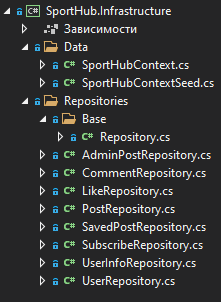 SportHub.Infrastructure
Зависимости
Data
C# SportHubContext.cs
C# SportHubContextSeed.cs
Repositories
Base
C# Repository.cs
C# AdminPostRepository.cs
C# CommentRepository.cs
C# LikeRepository.cs
C# PostRepository.cs
C# SavedPostRepository.cs
C# SubscribeRepository.cs
C# UserInfoRepository.cs
C# UserRepository.cs